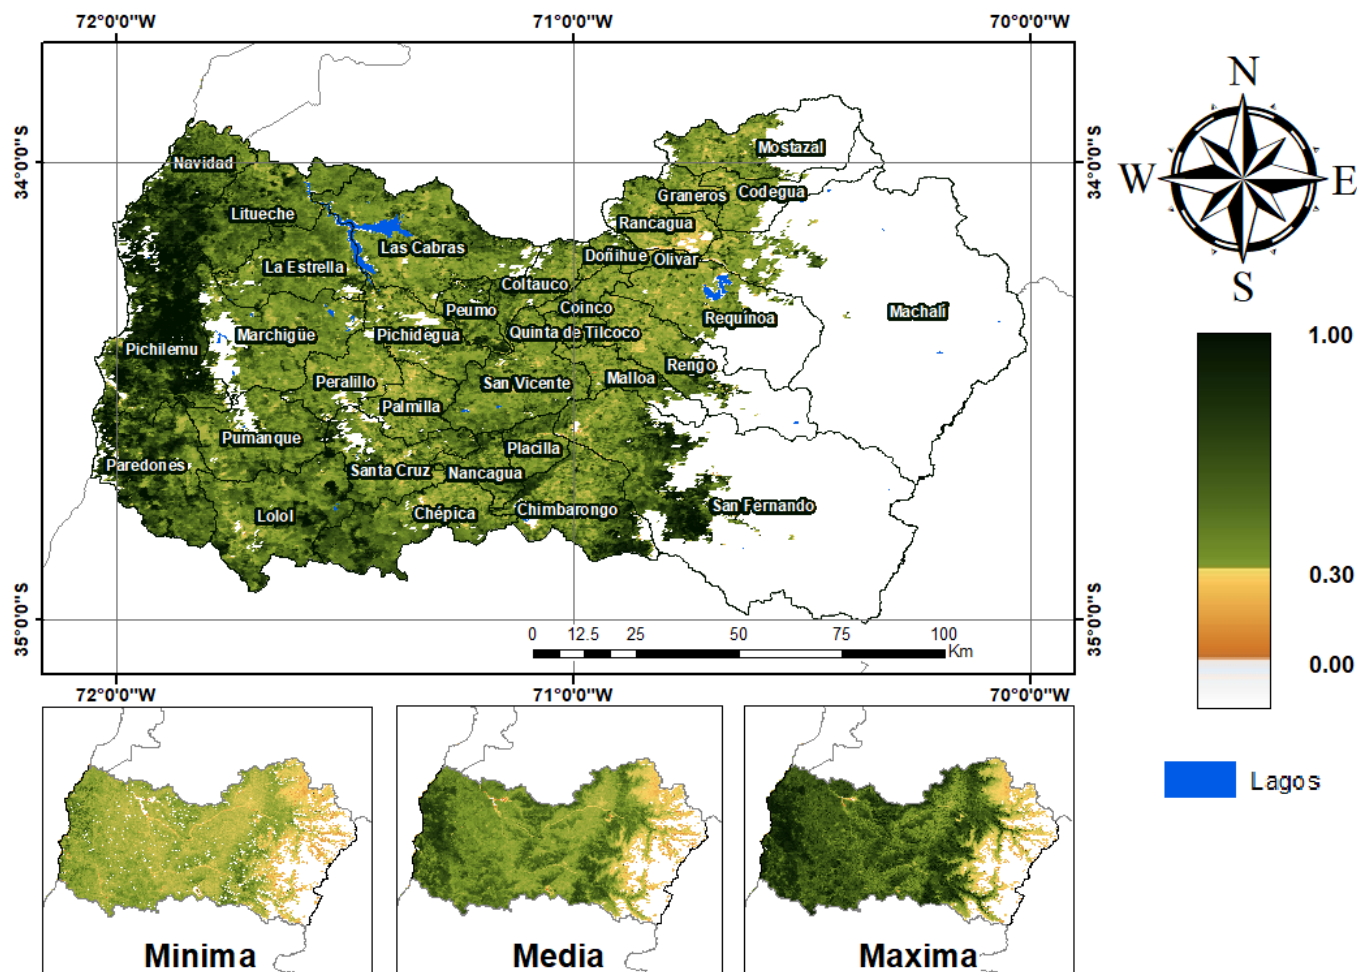 72°0'0"W 71°0'0"W 70°0'0"W
34°0'0"S
34°0'0"S
35°0'0"S
35°0'0"S
N
W
E
S
Mostazal
Navidad
Graneros
Codegua
Litueche
Rancagua
Las Cabras
Doñihue
Olivar
La Estrella
Coltauco
Machalí
Peumo
Coinco
Requínoa
Marchigüe
Pichidegua
Quinta de Tilcoco
Pichilemu
Rengo
Peralillo
San Vicente
Malloa
Palmilla
Pumanque
Placilla
Paredones
Santa Cruz
Nancagua
San Fernando
Lolol
Chépica
Chimbarongo
0 12.5 25 50 75 100
Km
72°0'0"W 71°0'0"W 70°0'0"W
1.00
0.30
0.00
Lagos
Minima
Media
Maxima